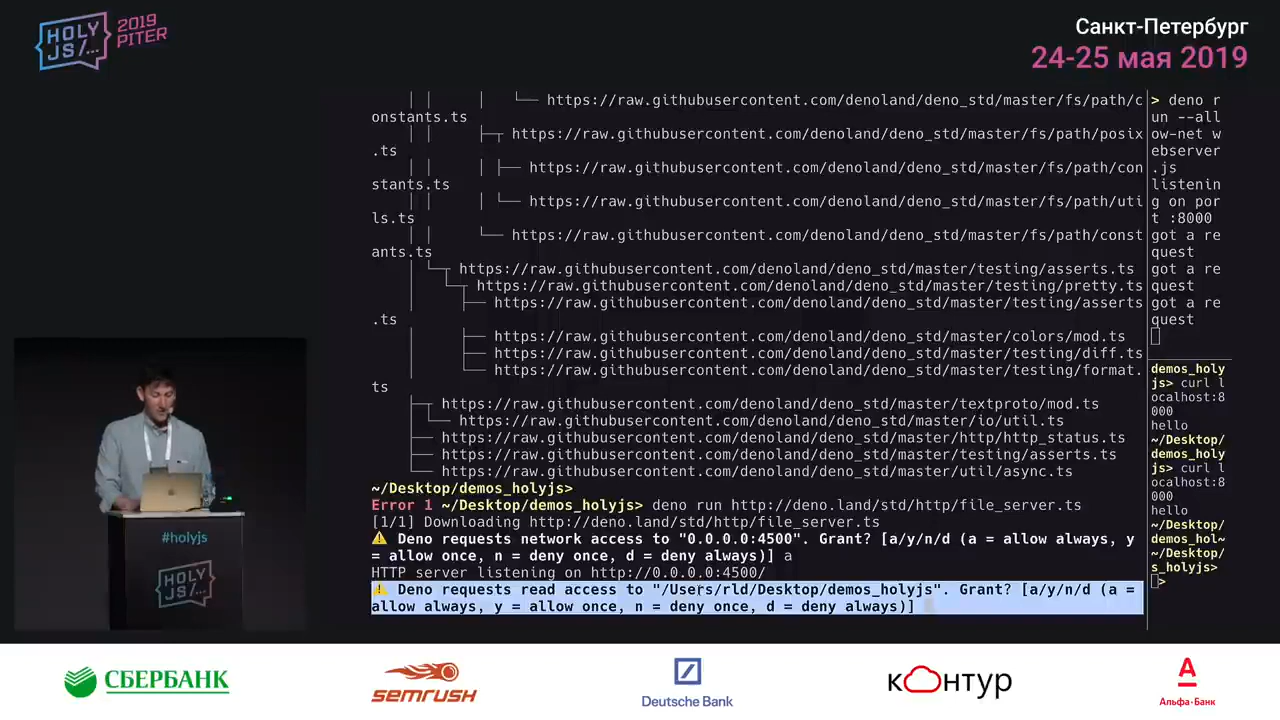 HOLY
JS/...
2019
PITER
Санкт-Петербург
24-25 мая 2019
└── https://raw.githubusercontent.com/denoland/deno_std/master/fs/path/c
onstants.ts
├─┬ https://raw.githubusercontent.com/denoland/deno_std/master/fs/path/posix
.ts
│ ├── https://raw.githubusercontent.com/denoland/deno_std/master/fs/path/con
stants.ts
│ └── https://raw.githubusercontent.com/denoland/deno_std/master/fs/path/uti
ls.ts
└── https://raw.githubusercontent.com/denoland/deno_std/master/fs/path/const
ants.ts
└─┬ https://raw.githubusercontent.com/denoland/deno_std/master/testing/asserts.ts
└─┬ https://raw.githubusercontent.com/denoland/deno_std/master/testing/pretty.ts
├── https://raw.githubusercontent.com/denoland/deno_std/master/testing/asserts
.ts
├── https://raw.githubusercontent.com/denoland/deno_std/master/colors/mod.ts
├── https://raw.githubusercontent.com/denoland/deno_std/master/testing/diff.ts
└── https://raw.githubusercontent.com/denoland/deno_std/master/testing/format.
ts
├─┬ https://raw.githubusercontent.com/denoland/deno_std/master/textproto/mod.ts
│ └── https://raw.githubusercontent.com/denoland/deno_std/master/io/util.ts
├── https://raw.githubusercontent.com/denoland/deno_std/master/http/http_status.ts
├── https://raw.githubusercontent.com/denoland/deno_std/master/testing/asserts.ts
└── https://raw.githubusercontent.com/denoland/deno_std/master/util/async.ts
~/Desktop/demos_holyjs>
Error 1 ~/Desktop/demos_holyjs> deno run http://deno.land/std/http/file_server.ts
[1/1] Downloading http://deno.land/std/http/file_server.ts
⚠️ Deno requests network access to "0.0.0.0:4500". Grant? [a/y/n/d (a = allow always, y
= allow once, n = deny once, d = deny always)] a
HTTP server listening on http://0.0.0.0:4500/
⚠️ Deno requests read access to "/Users/rld/Desktop/demos_holyjs". Grant? [a/y/n/d (a =
allow always, y = allow once, n = deny once, d = deny always)]
> deno r
un --all
ow-net w
ebserver
.js
listenin
g on por
t :8000
got a re
quest
got a re
quest
got a re
quest
demos_holy
js> curl l
ocalhost:8
000
hello
~/Desktop/
demos_holy
js> curl l
ocalhost:8
000
hello
~/Desktop/
demos_hol~
~/Desktop/
s_holyjs>
>
#holyjs
HOLY
JS/...
СБЕРБАНК
semrush
Deutsche Bank
контур
А
Альфа·Банк